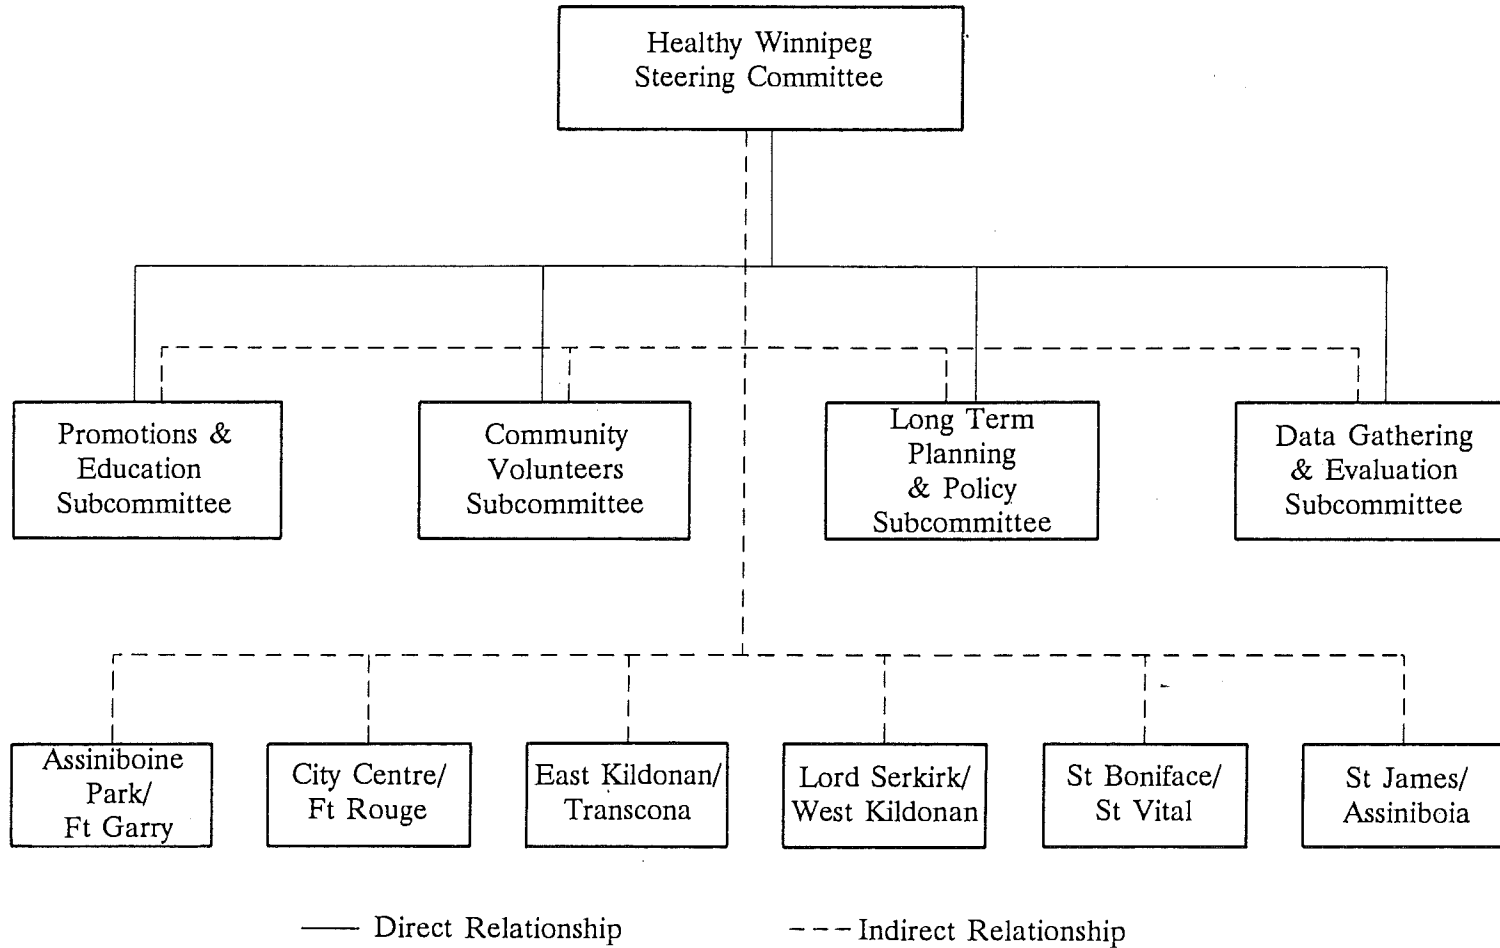 Healthy Winnipeg
Steering Committee
Promotions &
Education
Subcommittee
Community
Volunteers
Subcommittee
Long Term
Planning
& Policy
Subcommittee
Data Gathering
& Evaluation
Subcommittee
Assiniboine
Park/
Ft Garry
City Centre/
Ft Rouge
East Kildonan/
Transcona
Lord Serkirk/
West Kildonan
St Boniface/
St Vital
St James/
Assiniboia
Direct Relationship
Indirect Relationship